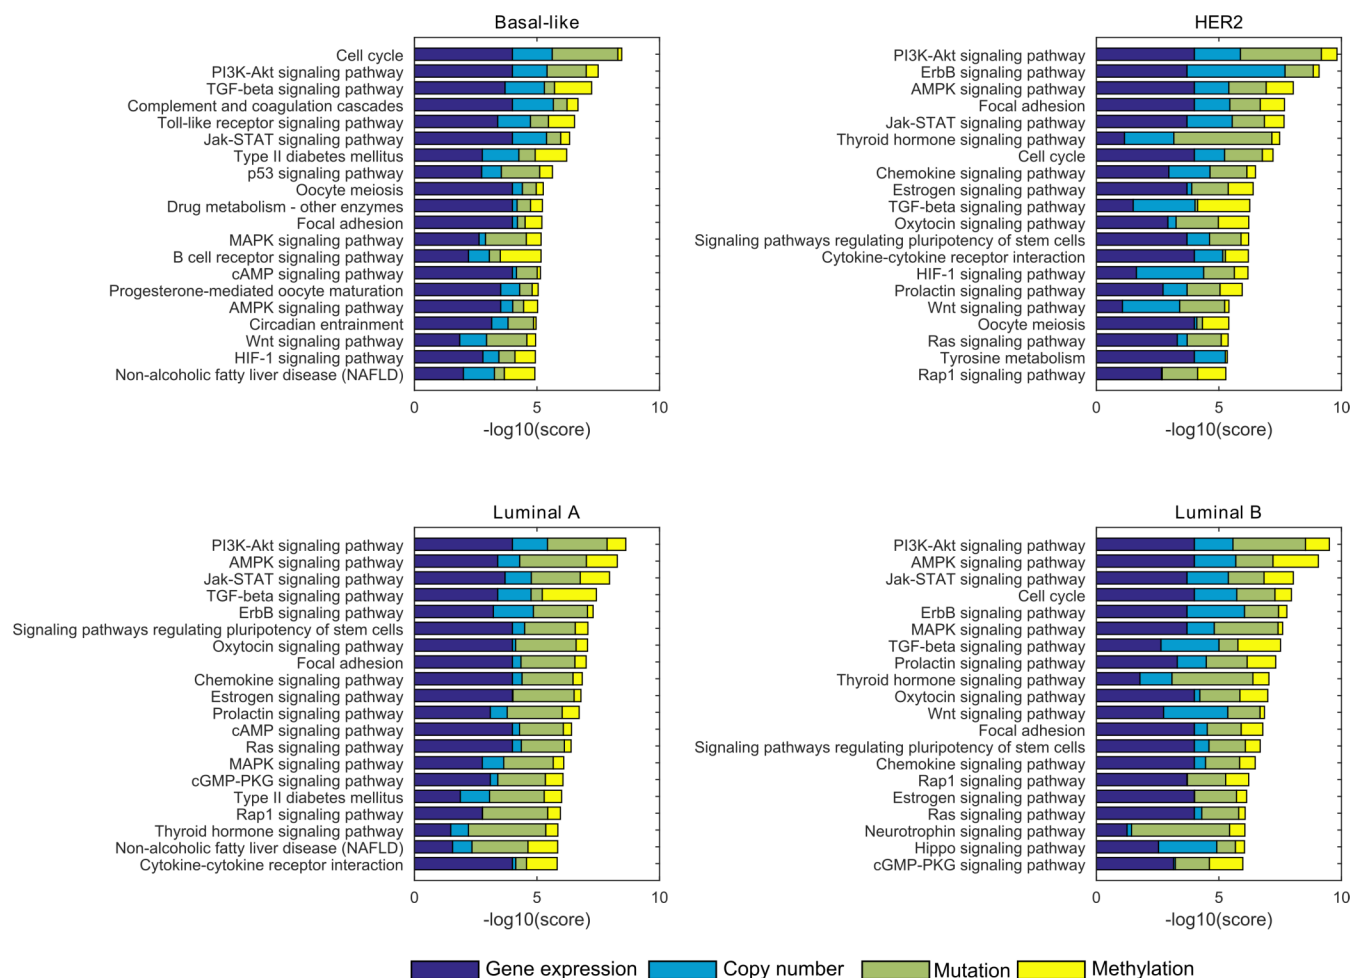 Basal-like
Cell cycle
PI3K-Akt signaling pathway
TGF-beta signaling pathway
Complement and coagulation cascades
Toll-like receptor signaling pathway
Jak-STAT signaling pathway
Type II diabetes mellitus
p53 signaling pathway
Oocyte meiosis
Drug metabolism - other enzymes
Focal adhesion
MAPK signaling pathway
B cell receptor signaling pathway
cAMP signaling pathway
Progesterone-mediated oocyte maturation
AMPK signaling pathway
Circadian entrainment
Wnt signaling pathway
HIF-1 signaling pathway
Non-alcoholic fatty liver disease (NAFLD)
0 5 10
-log10(score)
HER2
PI3K-Akt signaling pathway
ErbB signaling pathway
AMPK signaling pathway
Focal adhesion
Jak-STAT signaling pathway
Thyroid hormone signaling pathway
Cell cycle
Chemokine signaling pathway
Estrogen signaling pathway
TGF-beta signaling pathway
Oxytocin signaling pathway
Signaling pathways regulating pluripotency of stem cells
Cytokine-cytokine receptor interaction
HIF-1 signaling pathway
Prolactin signaling pathway
Wnt signaling pathway
Oocyte meiosis
Ras signaling pathway
Tyrosine metabolism
Rap1 signaling pathway
0 5 10
-log10(score)
Luminal A
PI3K-Akt signaling pathway
AMPK signaling pathway
Jak-STAT signaling pathway
TGF-beta signaling pathway
ErbB signaling pathway
Signaling pathways regulating pluripotency of stem cells
Oxytocin signaling pathway
Focal adhesion
Chemokine signaling pathway
Estrogen signaling pathway
Prolactin signaling pathway
cAMP signaling pathway
Ras signaling pathway
MAPK signaling pathway
cGMP-PKG signaling pathway
Type II diabetes mellitus
Rap1 signaling pathway
Thyroid hormone signaling pathway
Non-alcoholic fatty liver disease (NAFLD)
Cytokine-cytokine receptor interaction
0 5 10
-log10(score)
Luminal B
PI3K-Akt signaling pathway
AMPK signaling pathway
Jak-STAT signaling pathway
Cell cycle
ErbB signaling pathway
MAPK signaling pathway
TGF-beta signaling pathway
Prolactin signaling pathway
Thyroid hormone signaling pathway
Oxytocin signaling pathway
Wnt signaling pathway
Focal adhesion
Signaling pathways regulating pluripotency of stem cells
Chemokine signaling pathway
Rap1 signaling pathway
Estrogen signaling pathway
Ras signaling pathway
Neurotrophin signaling pathway
Hippo signaling pathway
cGMP-PKG signaling pathway
0 5 10
-log10(score)
Gene expression Copy number Mutation Methylation